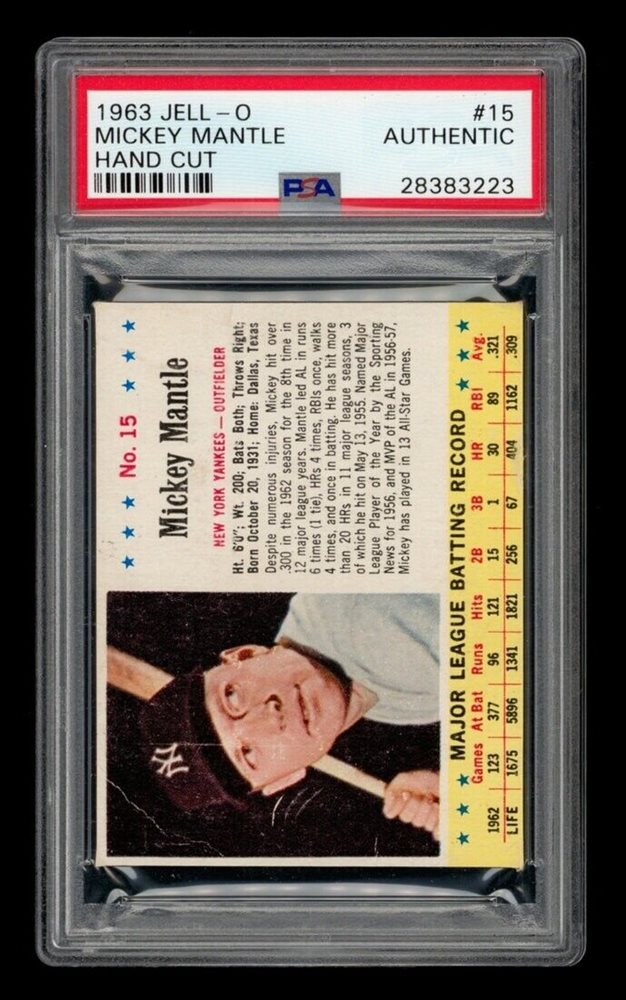 1963 JELL-O #15
MICKEY MANTLE AUTHENTIC
HAND CUT
PSA 28383223
No. 15
Mickey Mantle
NEW YORK YANKEES — OUTFIELDER
Ht. 6'0"; Wt. 200; Bats Both; Throws Right;
Born October 20, 1931; Home: Dallas, Texas
Despite numerous injuries, Mickey hit over
.300 in the 1962 season for the 8th time in
12 major league years. Mantle led AL in runs
6 times (1 tie), HRs 4 times, RBIs once, walks
4 times, and once in batting. He has hit more
than 20 HRs in 11 major league seasons, 3
of which he hit on May 13, 1955. Named Major
League Player of the Year by the Sporting
News for 1956, and MVP of the AL in 1956-57,
Mickey has played in 13 All-Star Games.
NY
MAJOR LEAGUE BATTING RECORD
Games At Bat Runs Hits 2B 3B HR RBI Avg.
1962 123 377 96 121 15 1 30 89 .321
LIFE 1675 5896 1341 1821 256 67 404 1162 .309